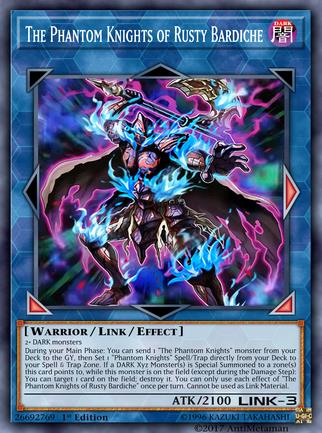 The Phantom Knights of Rusty Bardiche
DARK
闇
[Warrior / Link / Effect]
2+ DARK monsters
During your Main Phase: You can send 1 "The Phantom Knights" monster from
your Deck to the GY, then Set 1 "Phantom Knights" Spell/Trap directly from your Deck to
your Spell & Trap Zone. If a DARK Xyz Monster(s) is Special Summoned to a zone(s)
this card points to, while this monster is on the field (except during the Damage Step):
You can target 1 card on the field; destroy it. You can only use each effect of "The
Phantom Knights of Rusty Bardiche" once per turn. Cannot be used as Link Material.
ATK/2100 LINK-3
26692769 1st Edition ©1996 KAZUKI TAKAHASHI
©2017 AntiMetaman